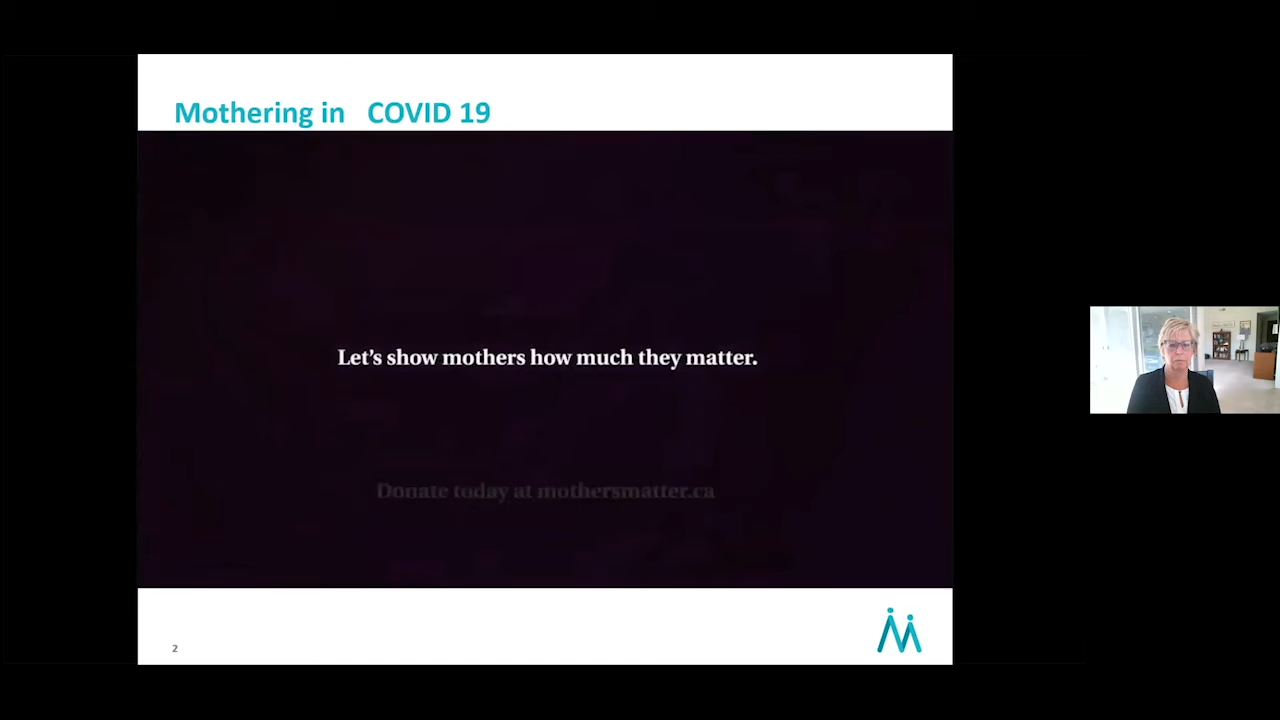 Mothering in   COVID 19
Let's show mothers how much they matter.
Donate today at mothersmatter.ca
2